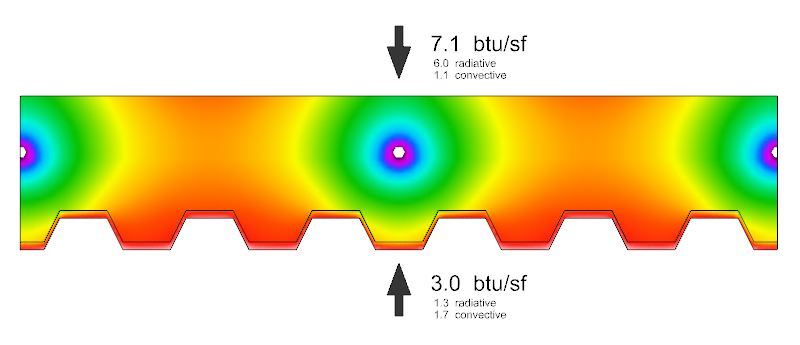 7.1 btu/sf
6.0 radiative
1.1 convective
3.0 btu/sf
1.3 radiative
1.7 convective